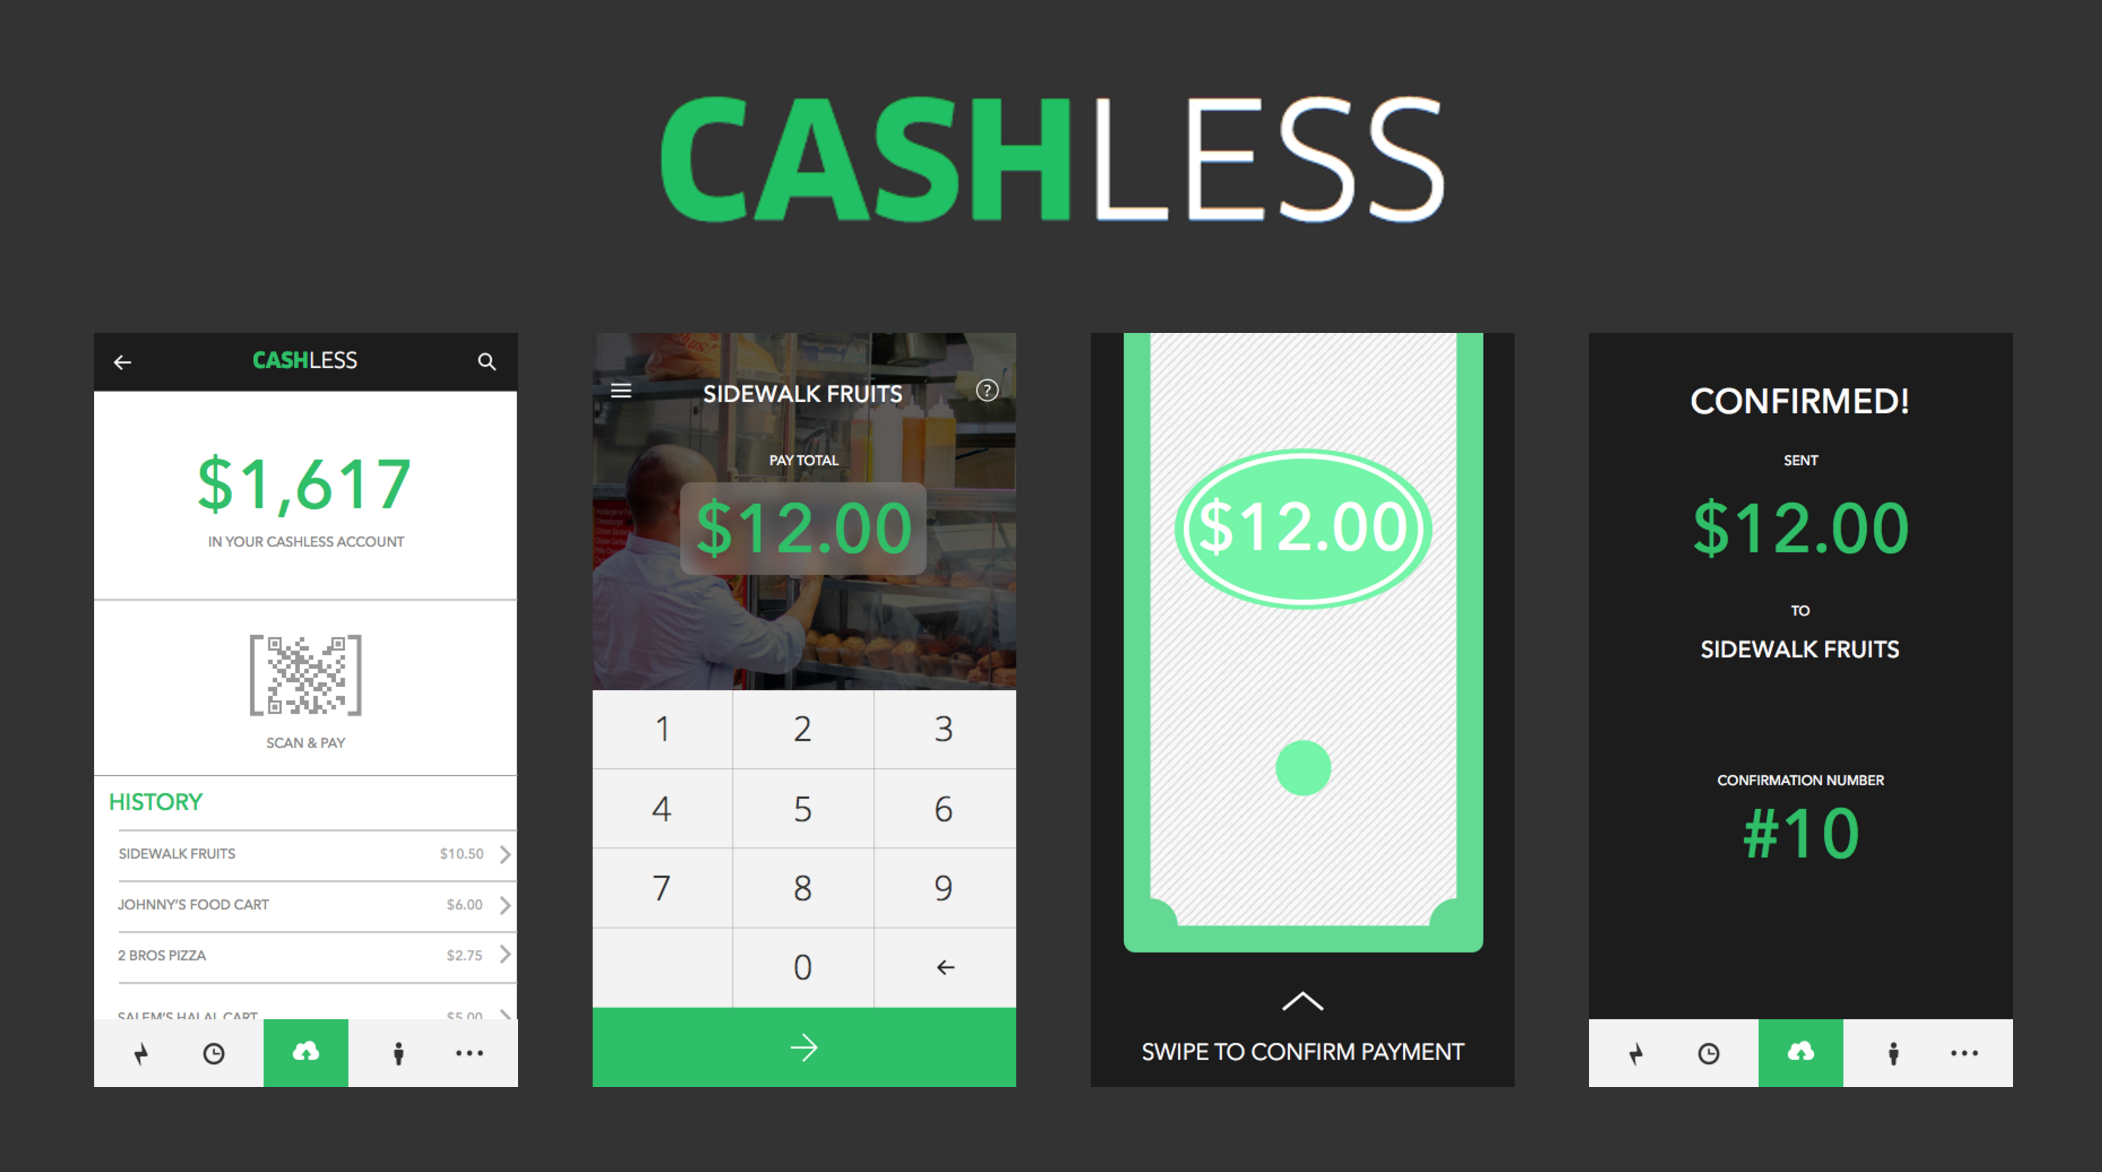 CASHLESS
CASHLESS
$1,617
IN YOUR CASHLESS ACCOUNT
SCAN & PAY
HISTORY
SIDEWALK FRUITS $10.50
JOHNNY'S FOOD CART $6.00
2 BROS PIZZA $2.75
SALEM'S HALAL CART $5.00
SIDEWALK FRUITS ?
PAY TOTAL
$12.00
1 2 3
4 5 6
7 8 9
0
$12.00
SWIPE TO CONFIRM PAYMENT
CONFIRMED!
SENT
$12.00
TO
SIDEWALK FRUITS
CONFIRMATION NUMBER
#10